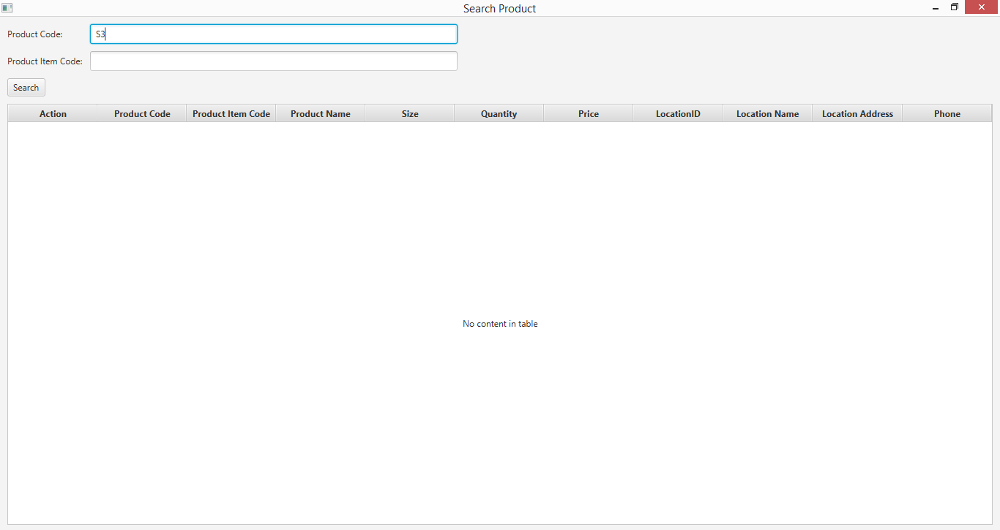 Search Product
Product Code: S3
Product Item Code:
Search
Action Product Code Product Item Code Product Name Size Quantity Price LocationID Location Name Location Address Phone
No content in table